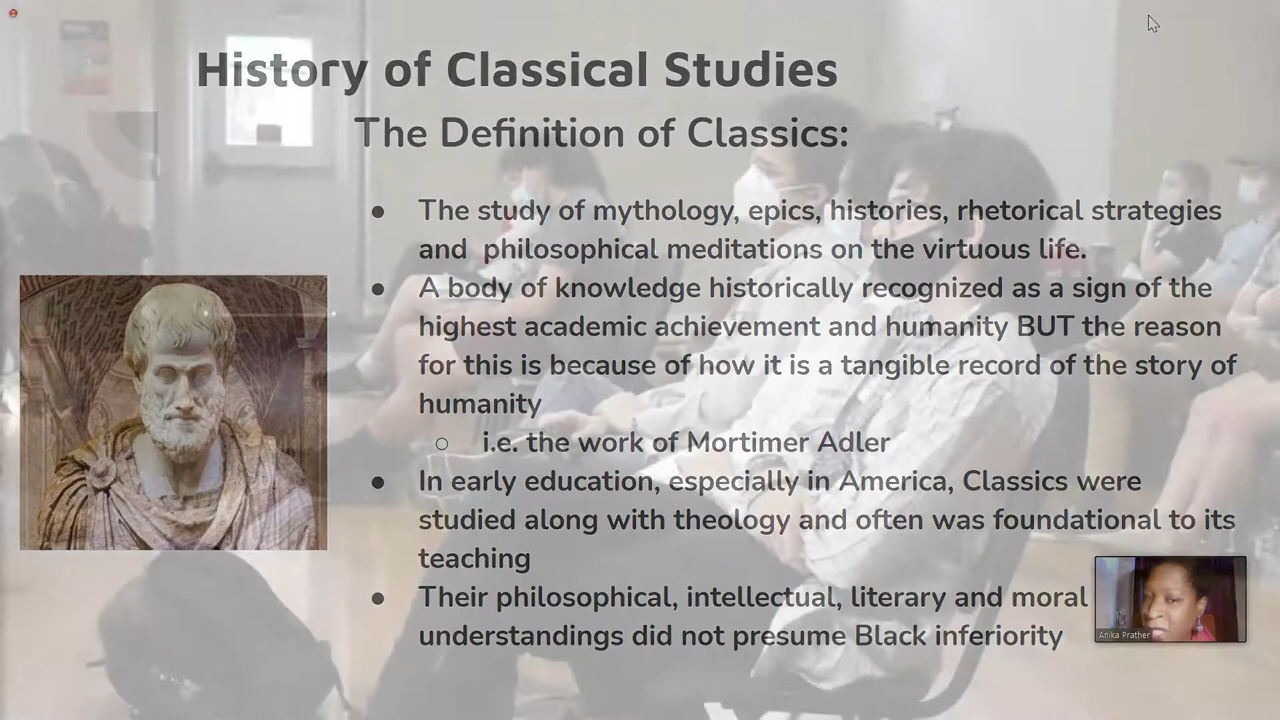 History of Classical Studies
The Definition of Classics:
● The study of mythology, epics, histories, rhetorical strategies
and philosophical meditations on the virtuous life.
● A body of knowledge historically recognized as a sign of the
highest academic achievement and humanity BUT the reason
for this is because of how it is a tangible record of the story of
humanity
○ i.e. the work of Mortimer Adler
● In early education, especially in America, Classics were
studied along with theology and often was foundational to its
teaching
● Their philosophical, intellectual, literary and moral
understandings did not presume Black inferiority
Anika Prather